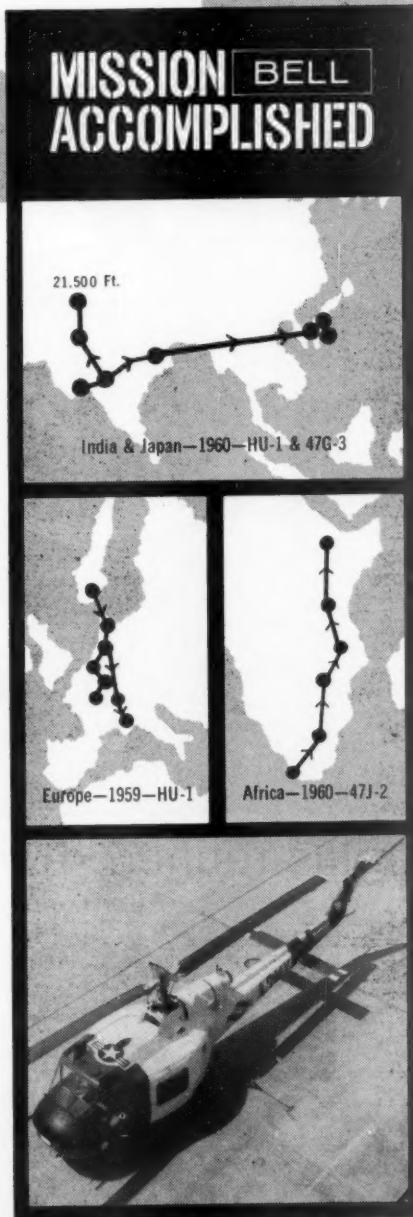 MISSION BELL
ACCOMPLISHED
21,500 Ft.
India & Japan—1960—HU-1 & 47G-3
Europe—1959—HU-1
Africa—1960—47J-2